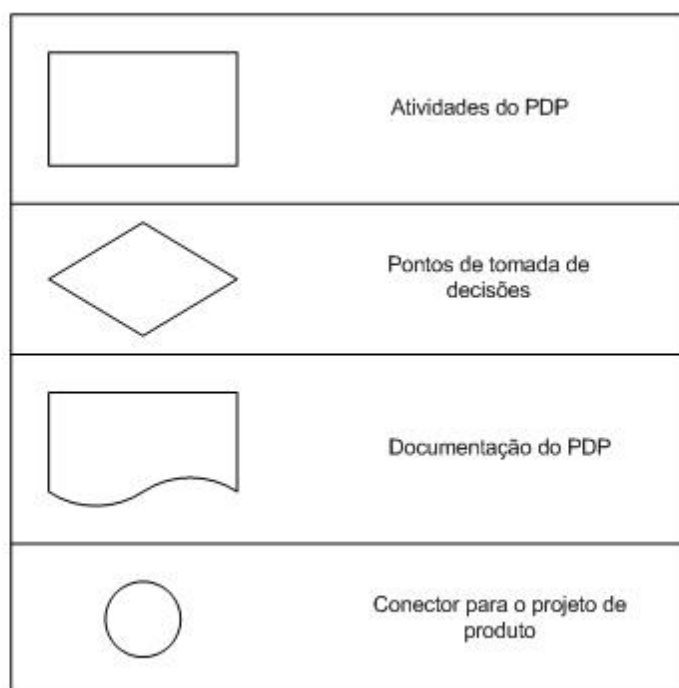 Atividades do PDP
Pontos de tomada de
decisões
Documentação do PDP
Conector para o projeto de
produto